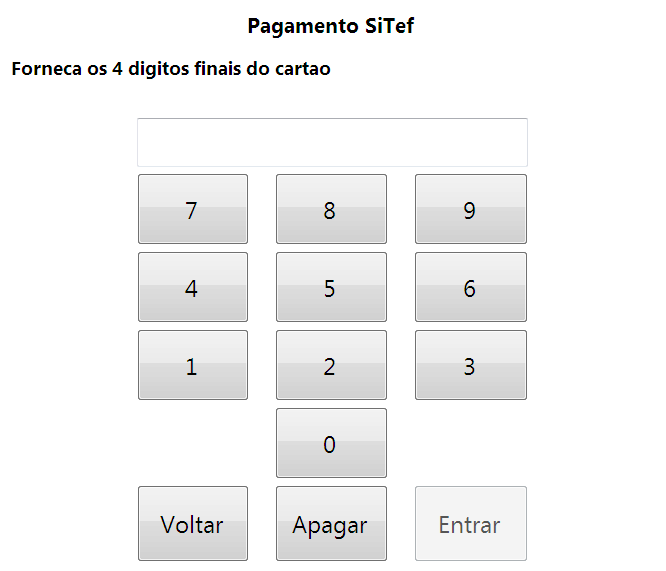 Pagamento SiTef
Forneca os 4 digitos finais do cartao
7 8 9
4 5 6
1 2 3
0
Voltar Apagar Entrar